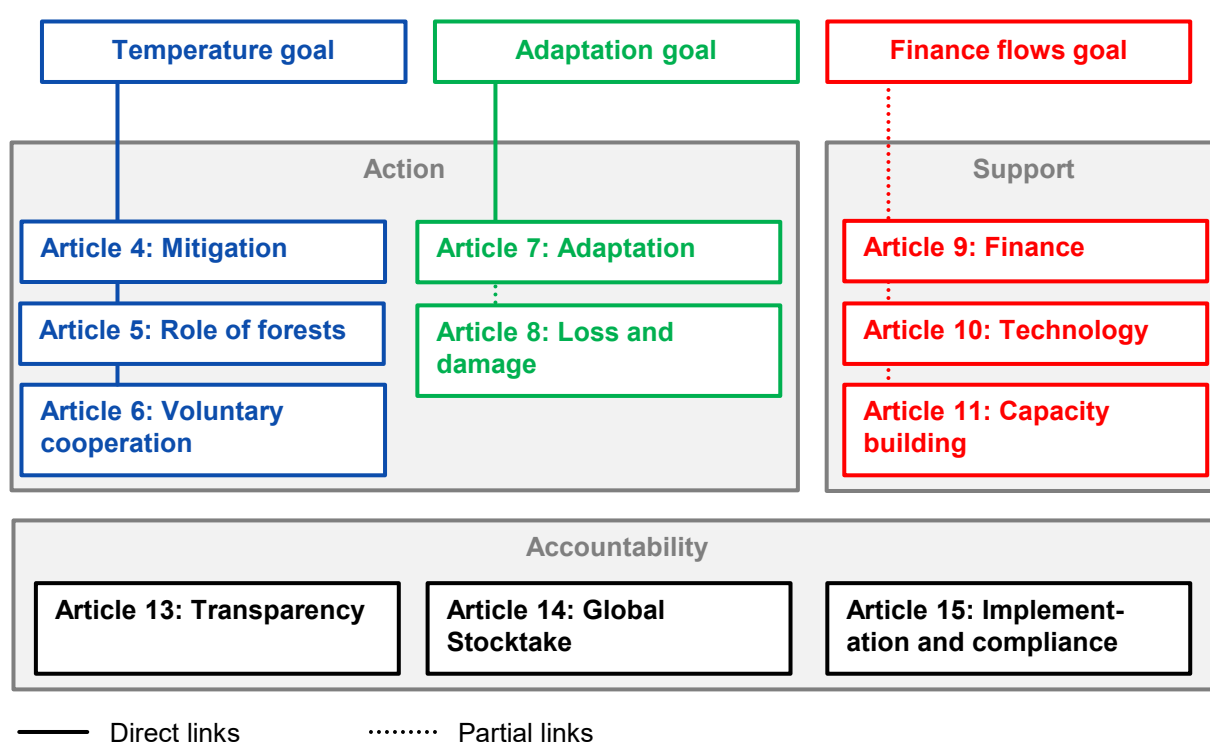 Temperature goal
Adaptation goal
Finance flows goal
Action
Support
Article 4: Mitigation
Article 7: Adaptation
Article 9: Finance
Article 5: Role of forests
Article 8: Loss and
damage
Article 10: Technology
Article 6: Voluntary
cooperation
Article 11: Capacity
building
Accountability
Article 13: Transparency
Article 14: Global
Stocktake
Article 15: Implement-
ation and compliance
Direct links
Partial links